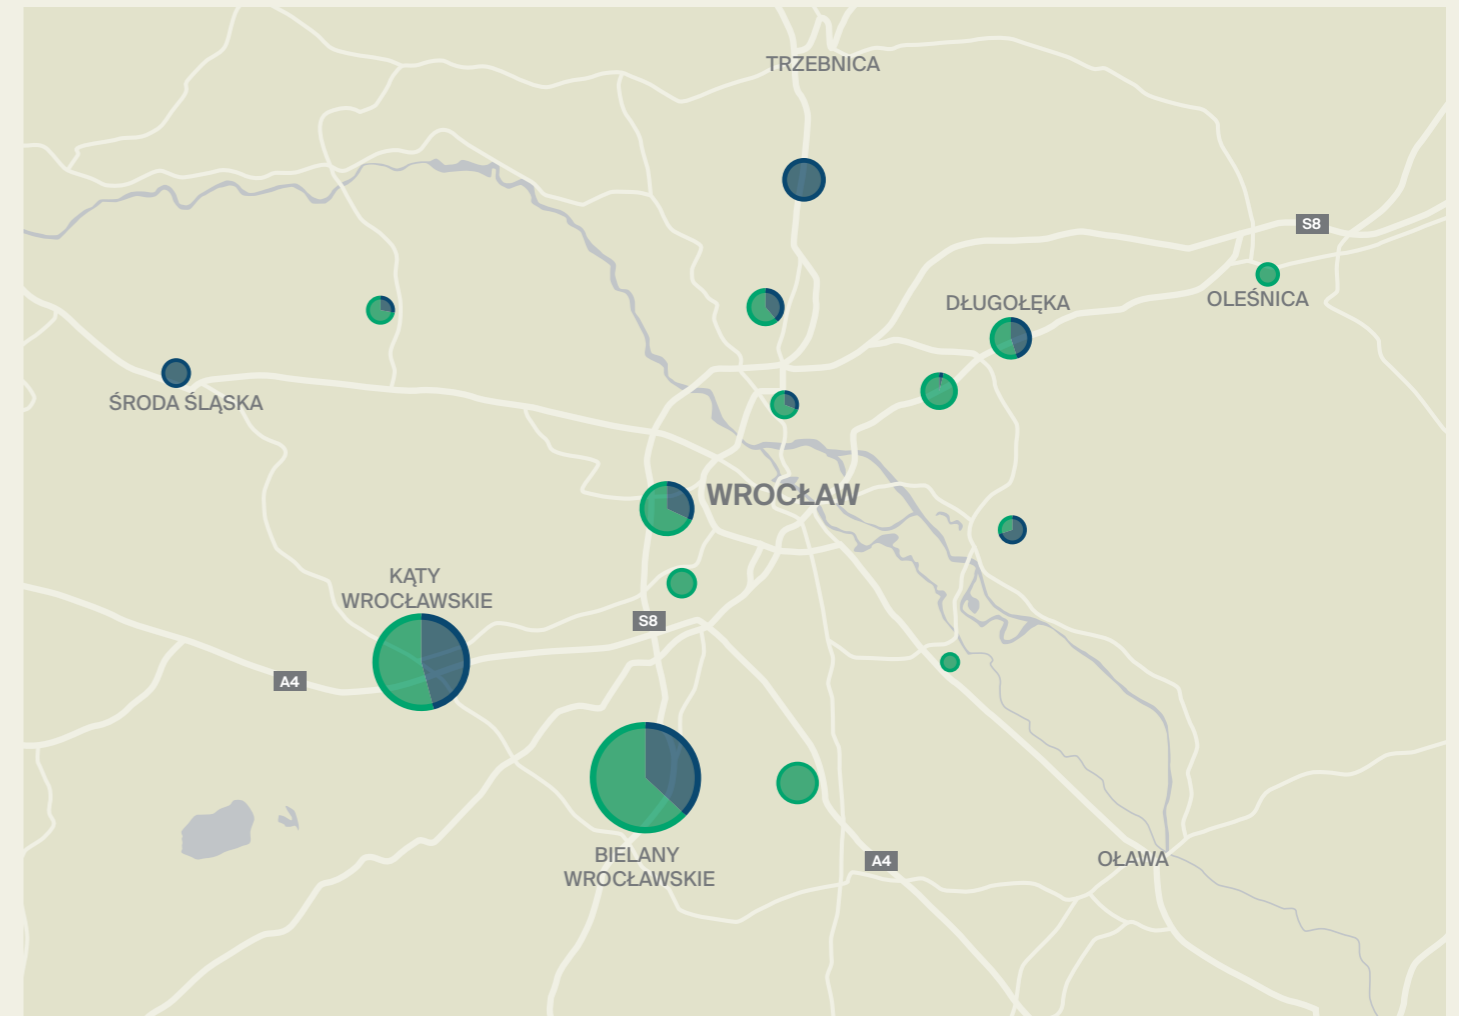 TRZEBNICA
S8
OLEŚNICA
DŁUGOŁĘKA
ŚRODA ŚLĄSKA
WROCŁAW
KĄTY
WROCŁAWSKIE
S8
A4
BIELANY
WROCŁAWSKIE
A4
OŁAWA